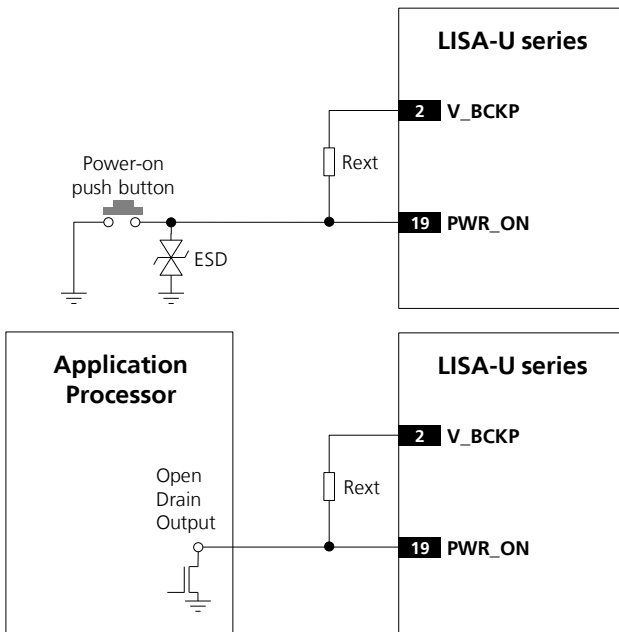 LISA-U series
2 V_BCKP
Rext
Power-on
push button
19 PWR_ON
ESD
Application
Processor
LISA-U series
2 V_BCKP
Open
Drain
Output
Rext
19 PWR_ON